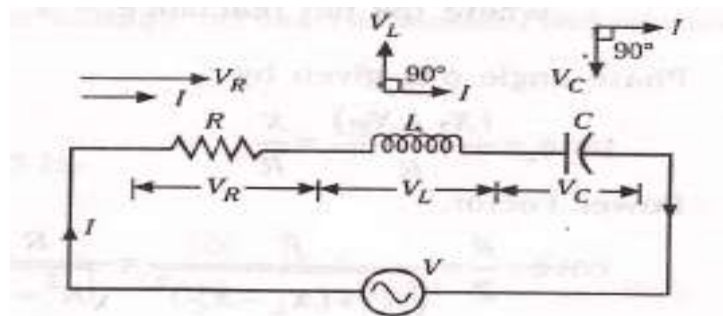 V_L I
90°
V_R 90° V_C
I I
R L C
V_R V_L V_C
I
V